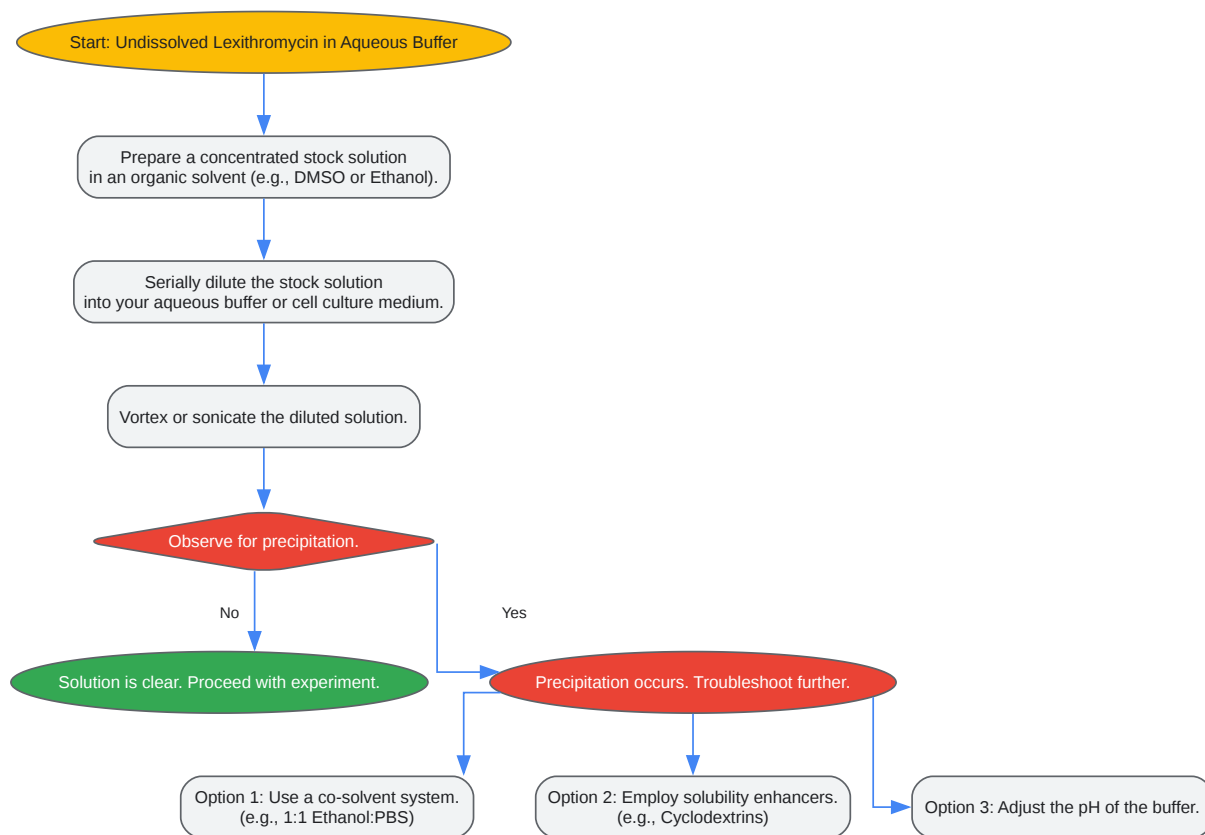 Start: Undissolved Lexithromycin in Aqueous Buffer
Prepare a concentrated stock solution
in an organic solvent (e.g., DMSO or Ethanol).
Serially dilute the stock solution
into your aqueous buffer or cell culture medium.
Vortex or sonicate the diluted solution.
Observe for precipitation.
No
Yes
Solution is clear. Proceed with experiment.
Precipitation occurs. Troubleshoot further.
Option 1: Use a co-solvent system.
(e.g., 1:1 Ethanol:PBS)
Option 2: Employ solubility enhancers.
(e.g., Cyclodextrins)
Option 3: Adjust the pH of the buffer.